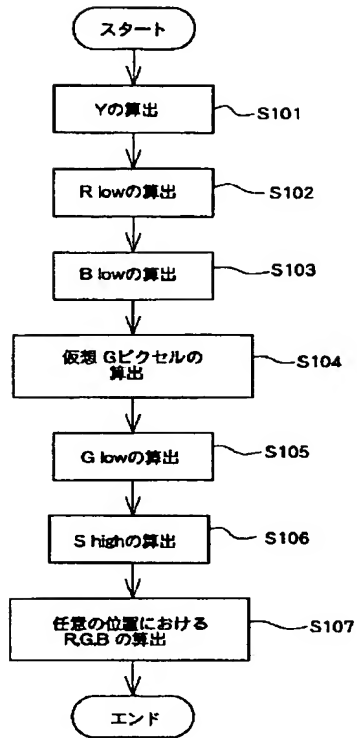 スタート
Yの算出
S101
R lowの算出
S102
B lowの算出
S103
仮想 Gピクセルの
算出
S104
G lowの算出
S105
S highの算出
S106
任意の位置における
R,G,B の算出
S107
エンド